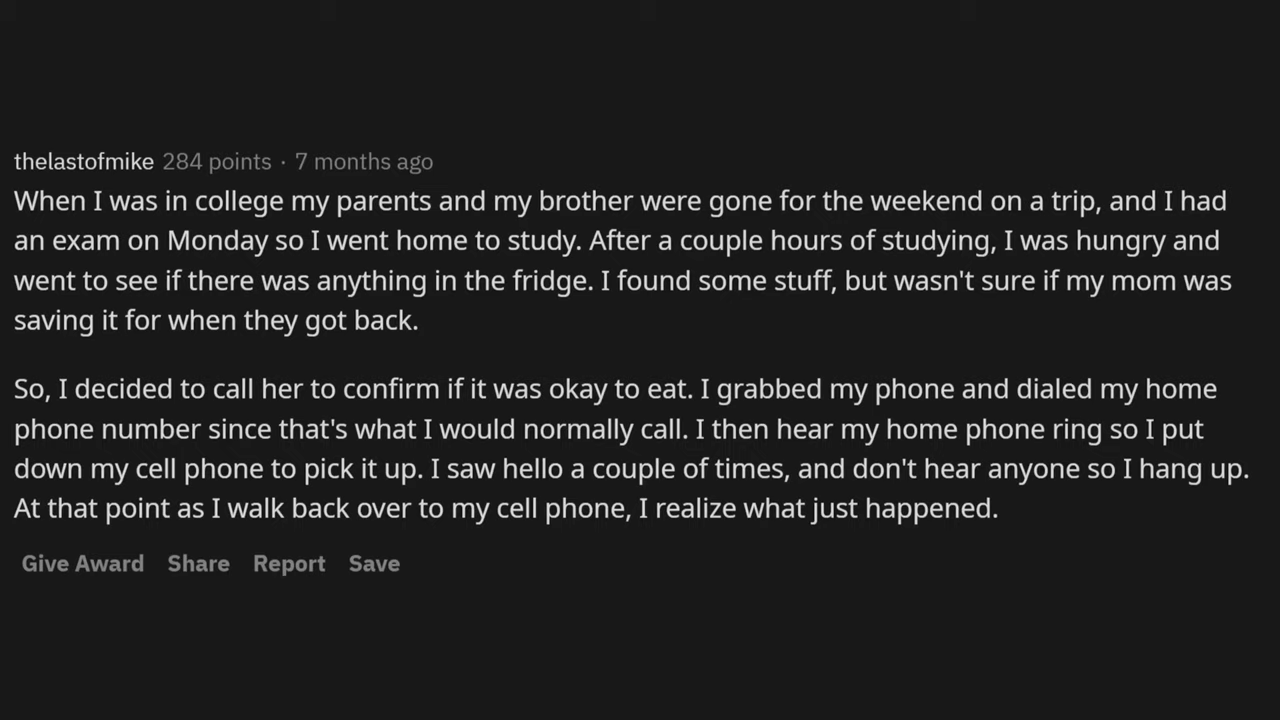 thelastofmike 284 points · 7 months ago
When I was in college my parents and my brother were gone for the weekend on a trip, and I had
an exam on Monday so I went home to study. After a couple hours of studying, I was hungry and
went to see if there was anything in the fridge. I found some stuff, but wasn't sure if my mom was
saving it for when they got back.
So, I decided to call her to confirm if it was okay to eat. I grabbed my phone and dialed my home
phone number since that's what I would normally call. I then hear my home phone ring so I put
down my cell phone to pick it up. I saw hello a couple of times, and don't hear anyone so I hang up.
At that point as I walk back over to my cell phone, I realize what just happened.
Give Award Share Report Save